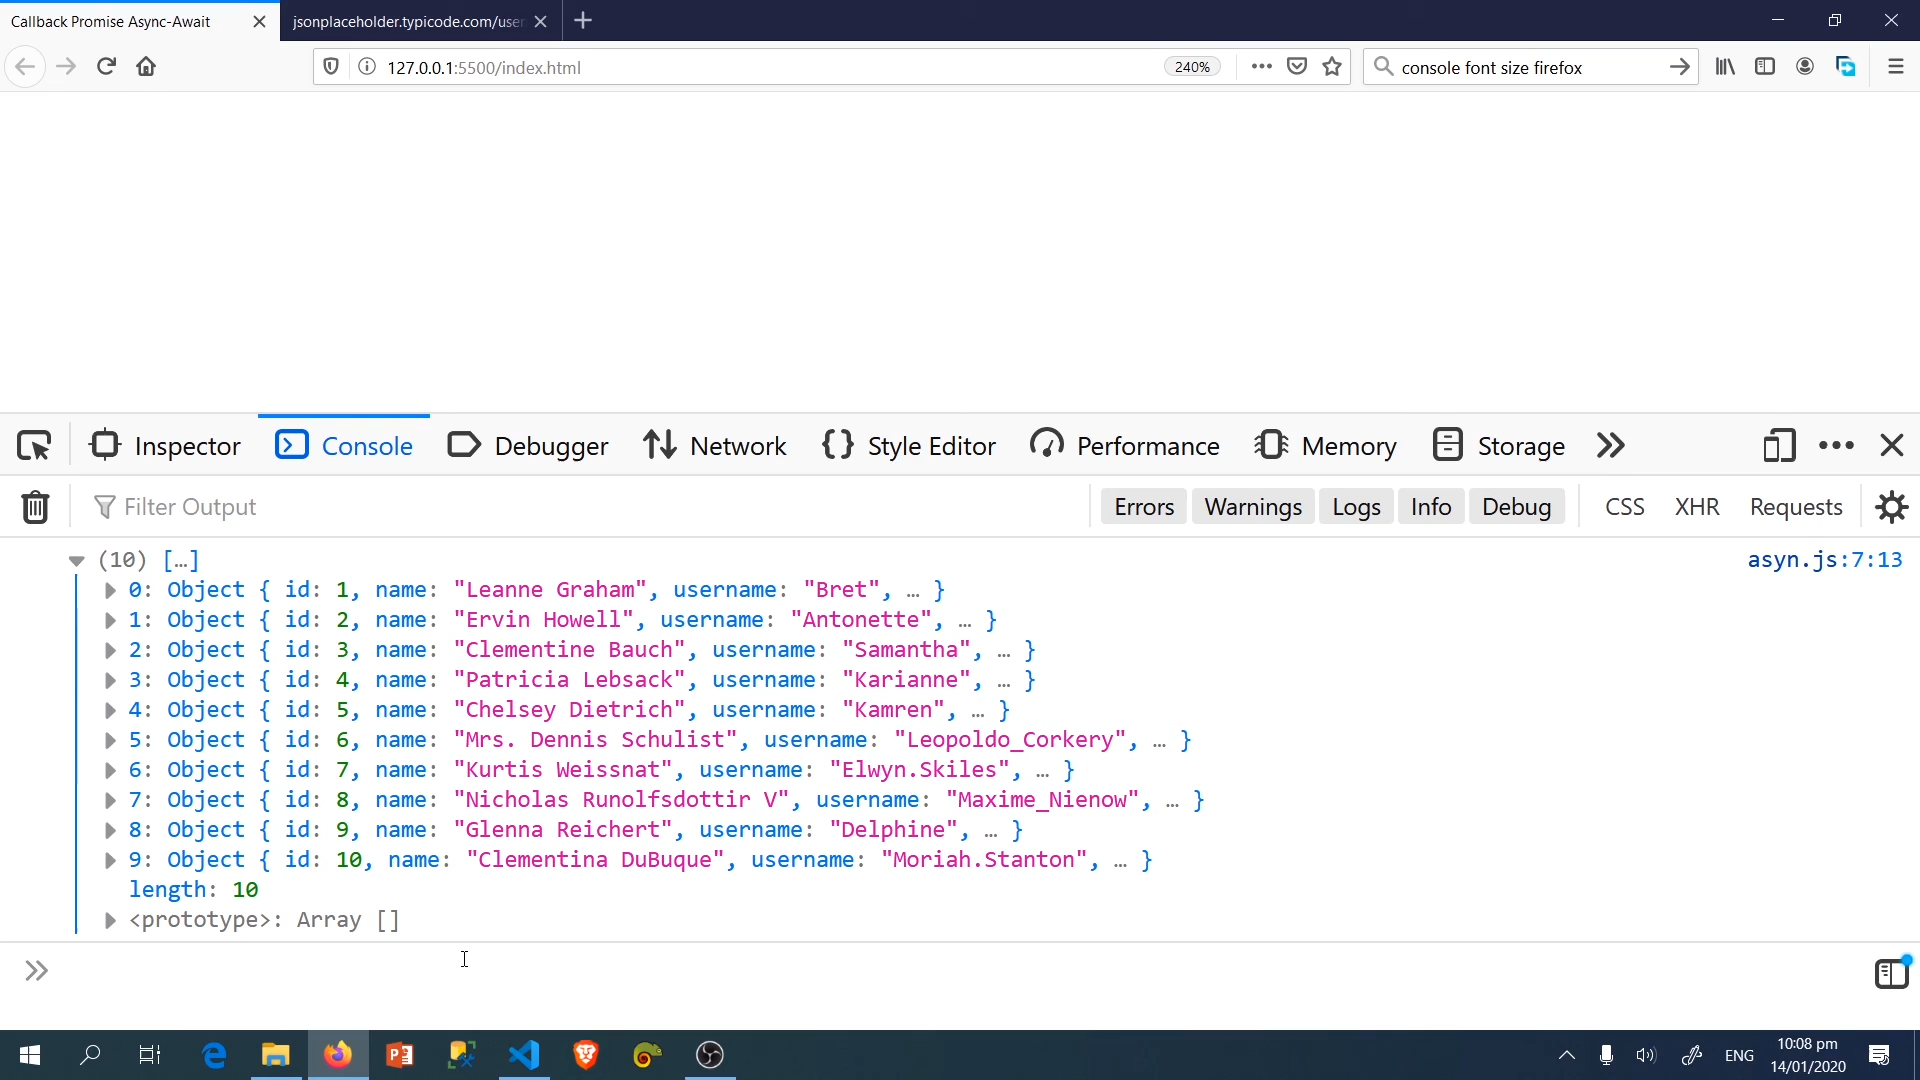 Callback Promise Async-Await
jsonplaceholder.typicode.com/user
127.0.0.1:5500/index.html
240%
console font size firefox
Inspector
Console
Debugger
Network
Style Editor
Performance
Memory
Storage
Filter Output
Errors
Warnings
Logs
Info
Debug
CSS
XHR
Requests
(10) […]
asyn.js:7:13
0: Object { id: 1, name: "Leanne Graham", username: "Bret", … }
1: Object { id: 2, name: "Ervin Howell", username: "Antonette", … }
2: Object { id: 3, name: "Clementine Bauch", username: "Samantha", … }
3: Object { id: 4, name: "Patricia Lebsack", username: "Karianne", … }
4: Object { id: 5, name: "Chelsey Dietrich", username: "Kamren", … }
5: Object { id: 6, name: "Mrs. Dennis Schulist", username: "Leopoldo_Corkery", … }
6: Object { id: 7, name: "Kurtis Weissnat", username: "Elwyn.Skiles", … }
7: Object { id: 8, name: "Nicholas Runolfsdottir V", username: "Maxime_Nienow", … }
8: Object { id: 9, name: "Glenna Reichert", username: "Delphine", … }
9: Object { id: 10, name: "Clementina DuBuque", username: "Moriah.Stanton", … }
length: 10
<prototype>: Array []
ENG
10:08 pm
14/01/2020